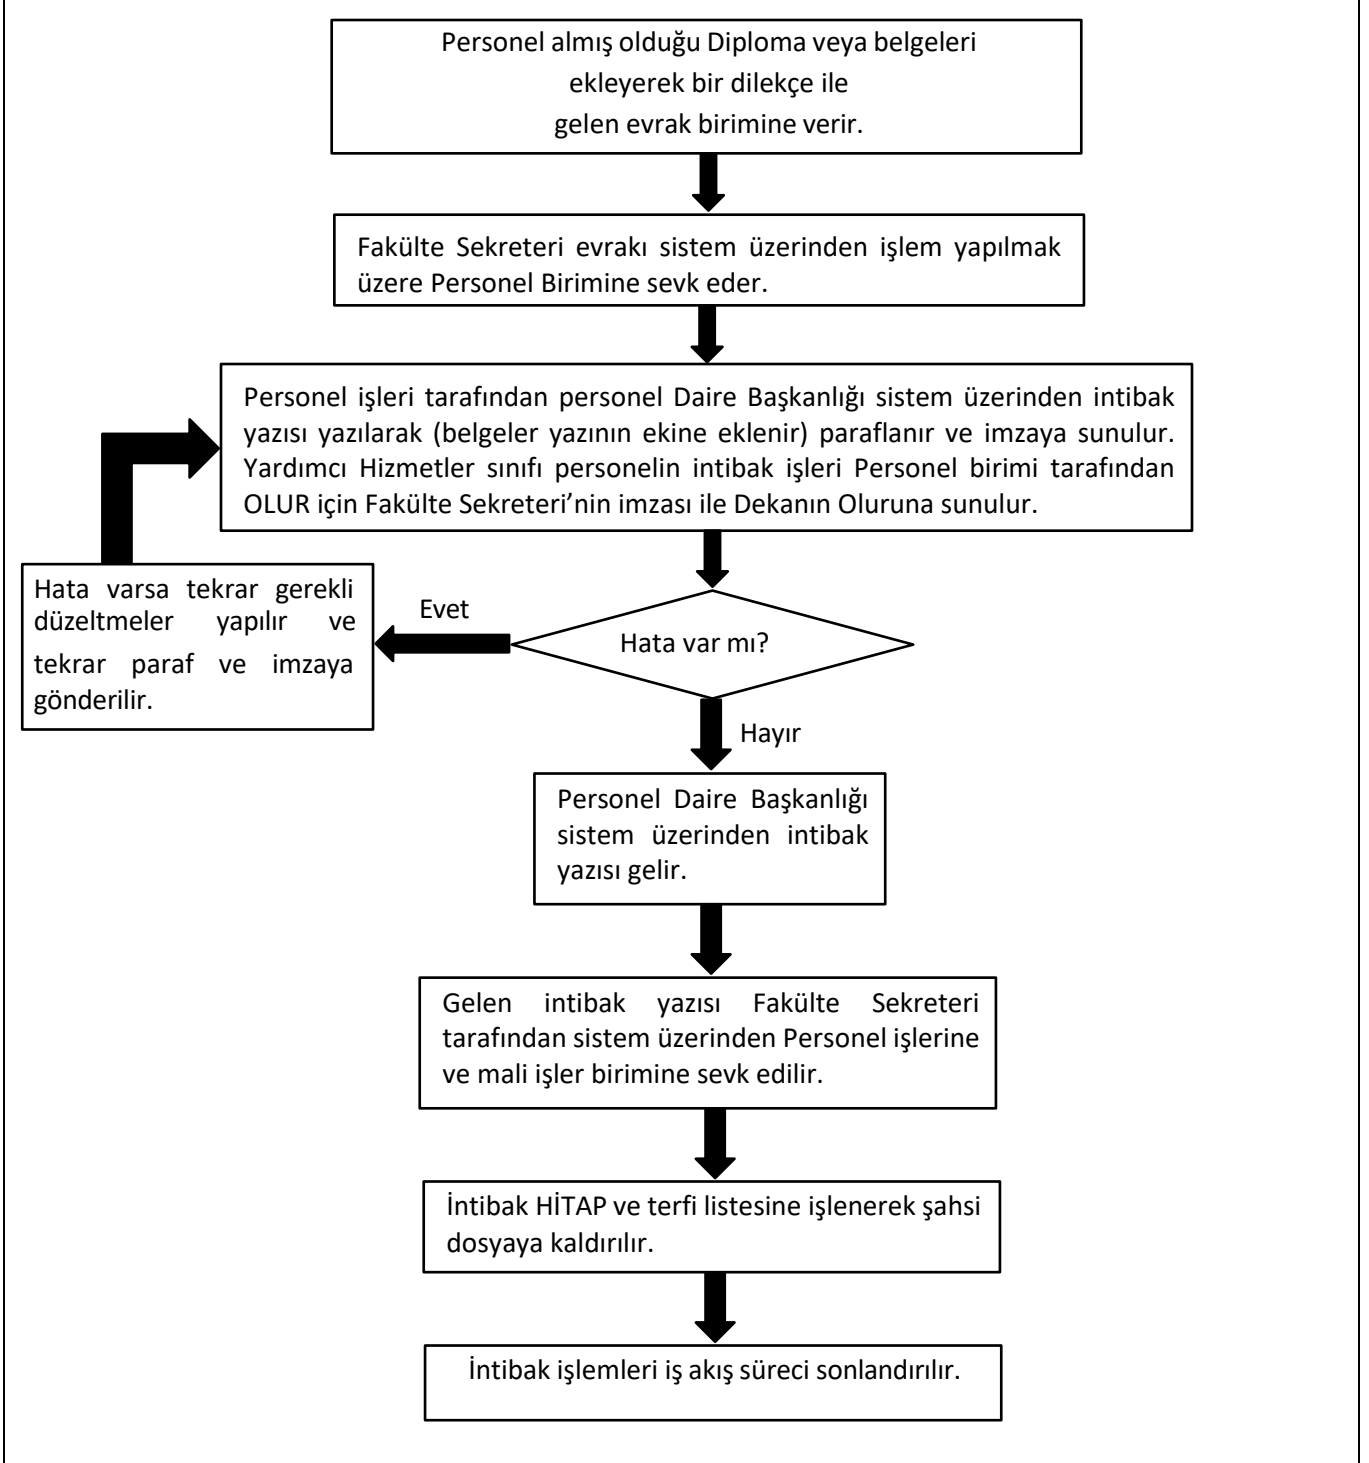 Personel almış olduğu Diploma veya belgeleri
ekleyerek bir dilekçe ile
gelen evrak birimine verir.
Fakülte Sekreteri evrakı sistem üzerinden işlem yapılmak
üzere Personel Birimine sevk eder.
Personel işleri tarafından personel Daire Başkanlığı sistem üzerinden intibak
yazısı yazılarak (belgeler yazının ekine eklenir) paraflanır ve imzaya sunulur.
Yardımcı Hizmetler sınıfı personelin intibak işleri Personel birimi tarafından
OLUR için Fakülte Sekreteri’nin imzası ile Dekanın Oluruna sunulur.
Hata varsa tekrar gerekli
düzeltmeler yapılır ve
tekrar paraf ve imzaya
gönderilir.
Evet
Hata var mı?
Hayır
Personel Daire Başkanlığı
sistem üzerinden intibak
yazısı gelir.
Gelen intibak yazısı Fakülte Sekreteri
tarafından sistem üzerinden Personel işlerine
ve mali işler birimine sevk edilir.
İntibak HİTAP ve terfi listesine işlenerek şahsi
dosyaya kaldırılır.
İntibak işlemleri iş akış süreci sonlandırılır.